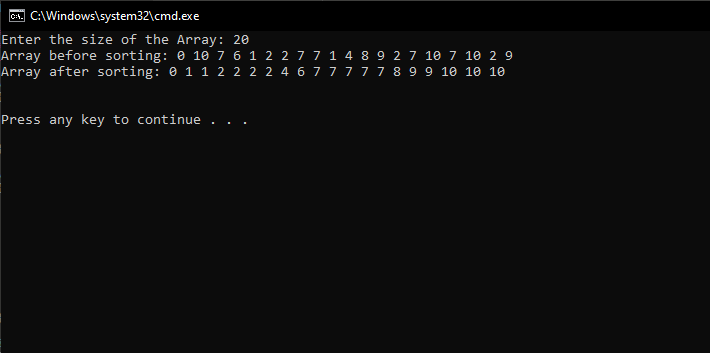 C:\Windows\system32\cmd.exe
Enter the size of the Array: 20
Array before sorting: 0 10 7 6 1 2 2 7 7 1 4 8 9 2 7 10 7 10 2 9
Array after sorting: 0 1 1 2 2 2 2 4 6 7 7 7 7 7 8 9 9 10 10 10
Press any key to continue . . .